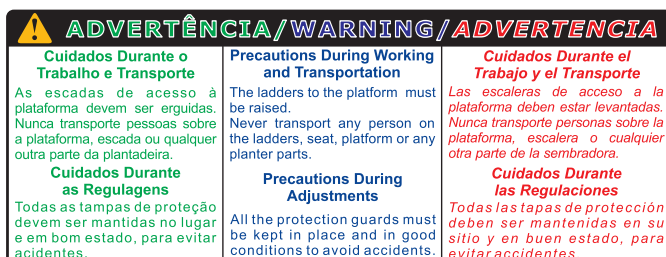 ADVERTÊNCIA/WARNING/ADVERTENCIA
Cuidados Durante o
Trabalho e Transporte
As escadas de acesso à
plataforma devem ser erguidas.
Nunca transporte pessoas sobre
a plataforma, escada ou qualquer
outra parte da plantadeira.
Cuidados Durante
as Regulagens
Todas as tampas de proteção
devem ser mantidas no lugar
e em bom estado, para evitar
acidentes.
Precautions During Working
and Transportation
The ladders to the platform must
be raised.
Never transport any person on
the ladders, seat, platform or any
planter parts.
Precautions During
Adjustments
All the protection guards must
be kept in place and in good
conditions to avoid accidents.
Cuidados Durante el
Trabajo y el Transporte
Las escaleras de acceso a la
plataforma deben estar levantadas.
Nunca transporte personas sobre la
plataforma, escalera o cualquier
otra parte de la sembradora.
Cuidados Durante
las Regulaciones
Todas las tapas de protección
deben ser mantenidas en su
sitio y en buen estado, para
evitar accidentes